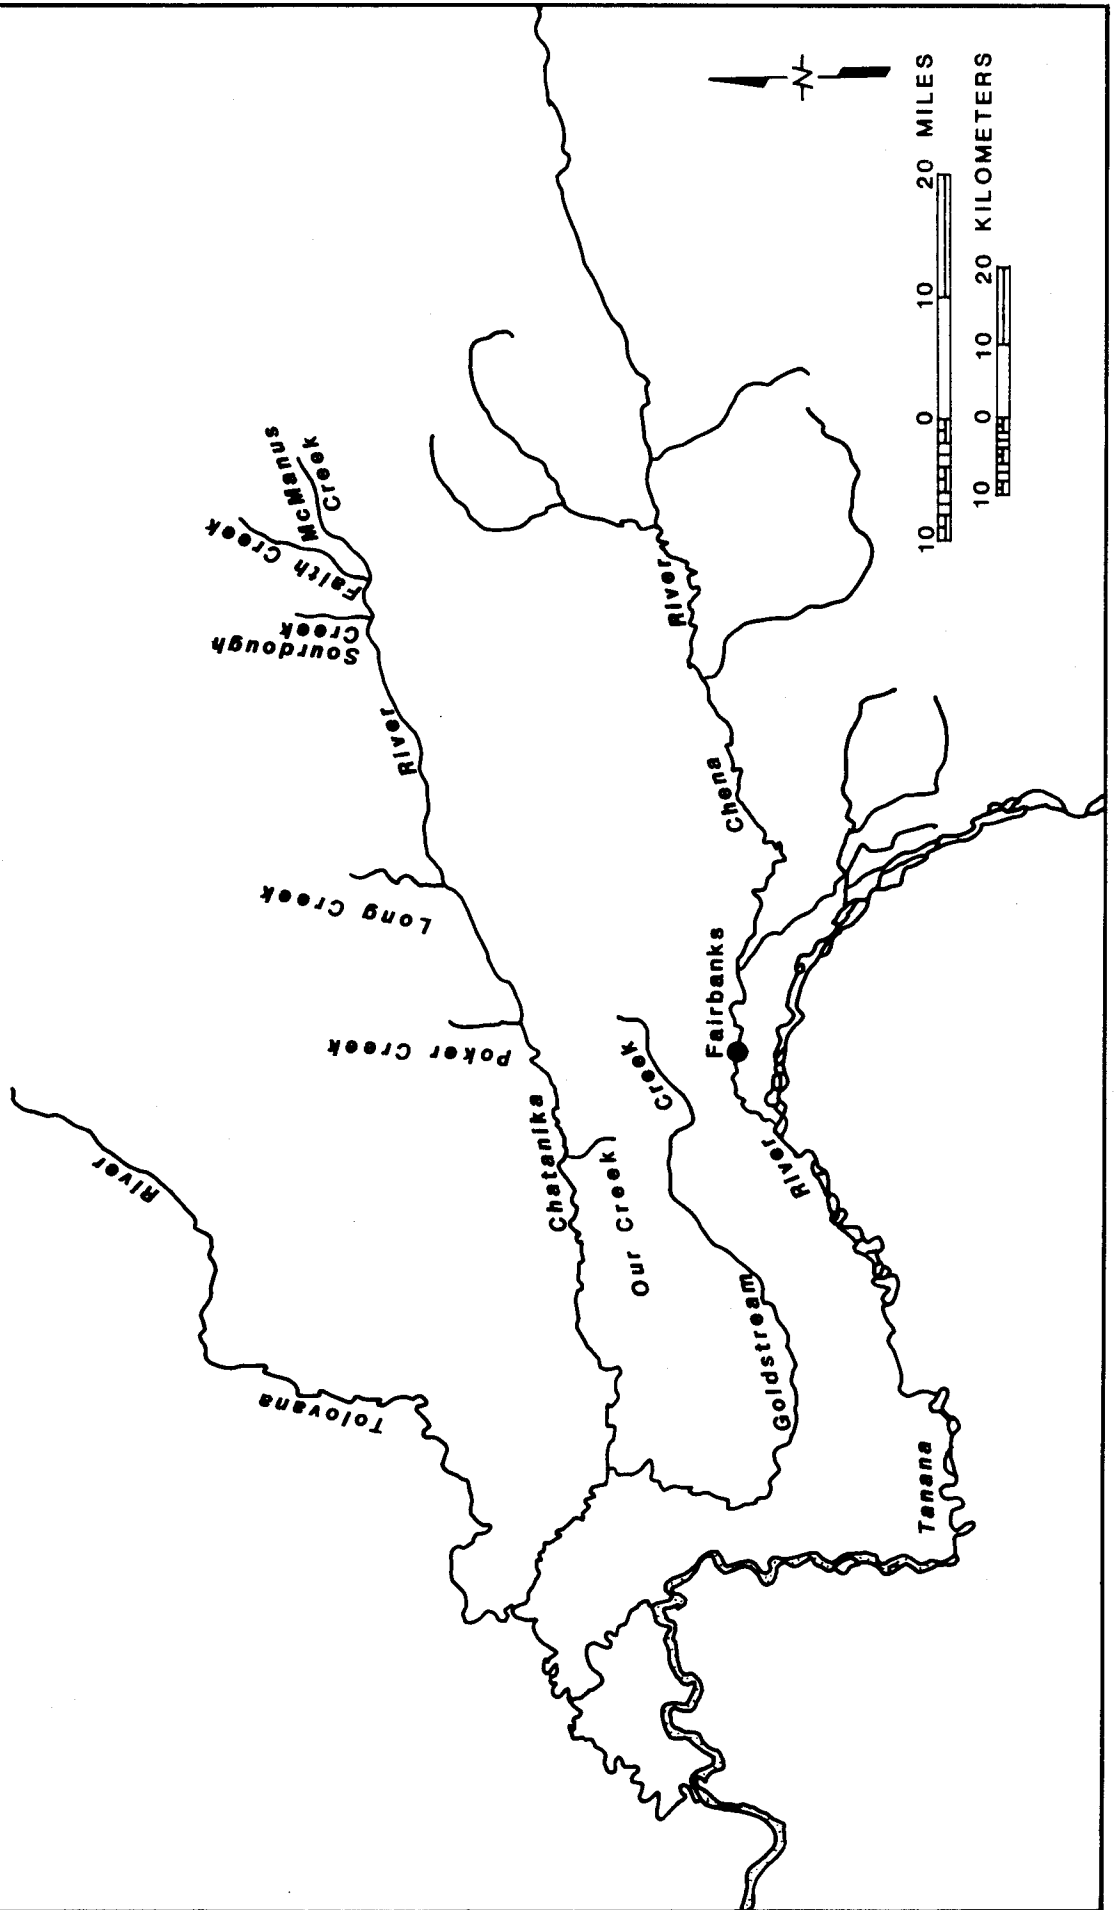 McManus
Creek
Faith Creek
Sourdough
Creek
River
Long Creek
Poker Creek
Chatanika
Our Creek
River
Tolovana
Goldstream
Creek
Fairbanks
Chena
River
River
Tanana
N
10 0 10 20 MILES
10 0 10 20 KILOMETERS